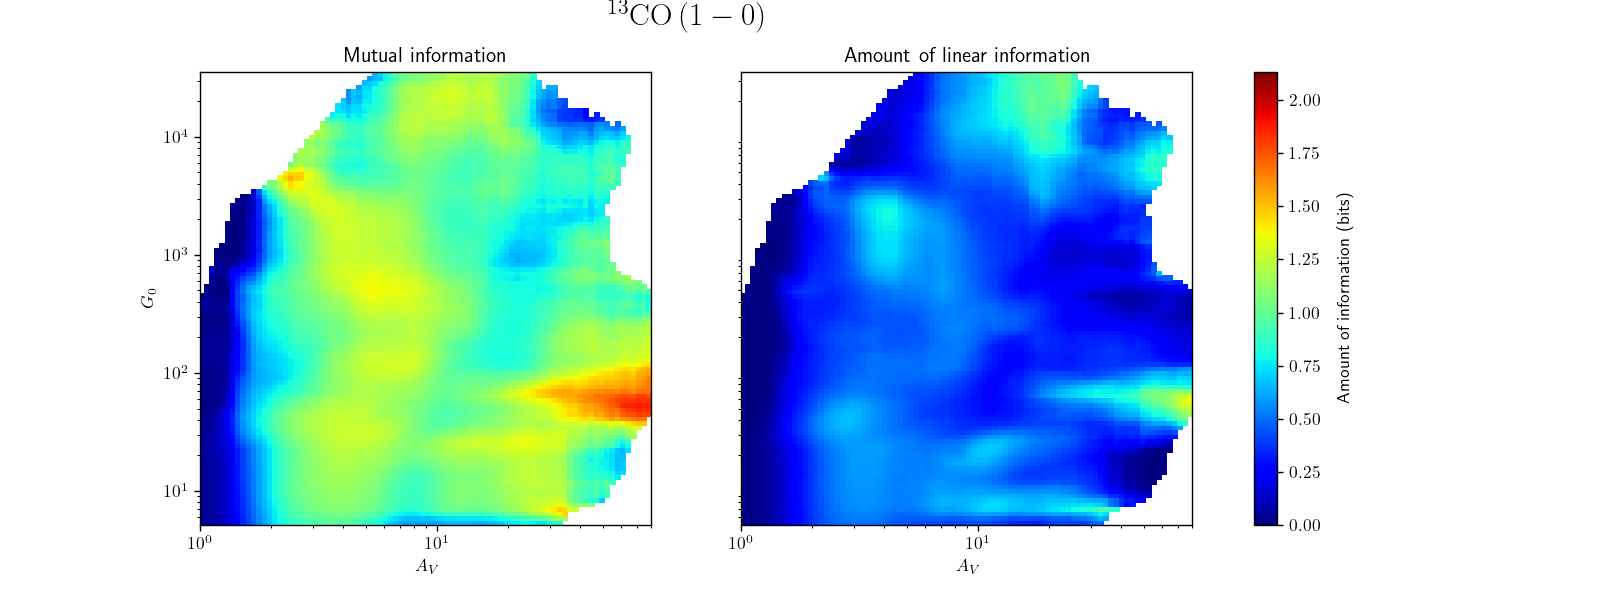 ¹³CO (1 − 0)
Mutual information
Amount of linear information
10⁴
10³
10²
10¹
G₀
10⁰
10¹
A_V
10⁰
10¹
A_V
2.00
1.75
1.50
1.25
1.00
0.75
0.50
0.25
0.00
Amount of information (bits)